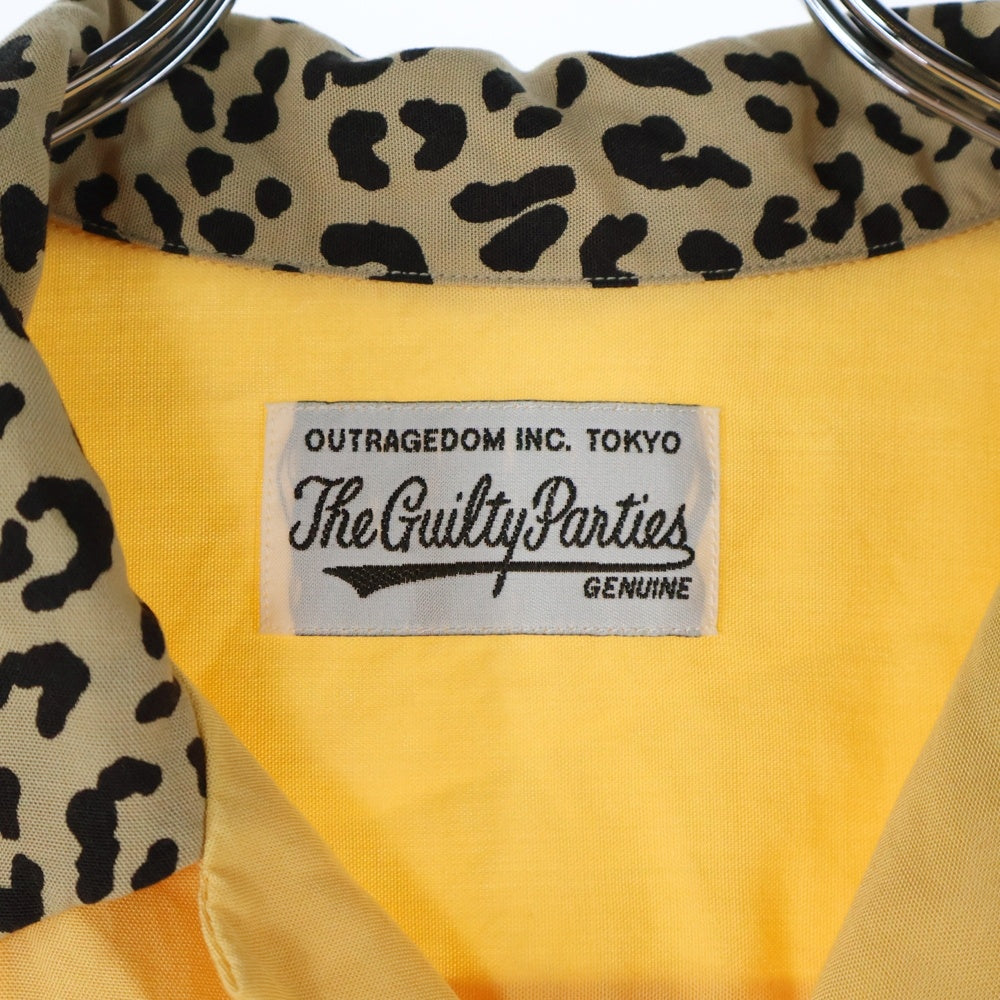 OUTRAGEDOM INC. TOKYO
The Guilty Parties
GENUINE